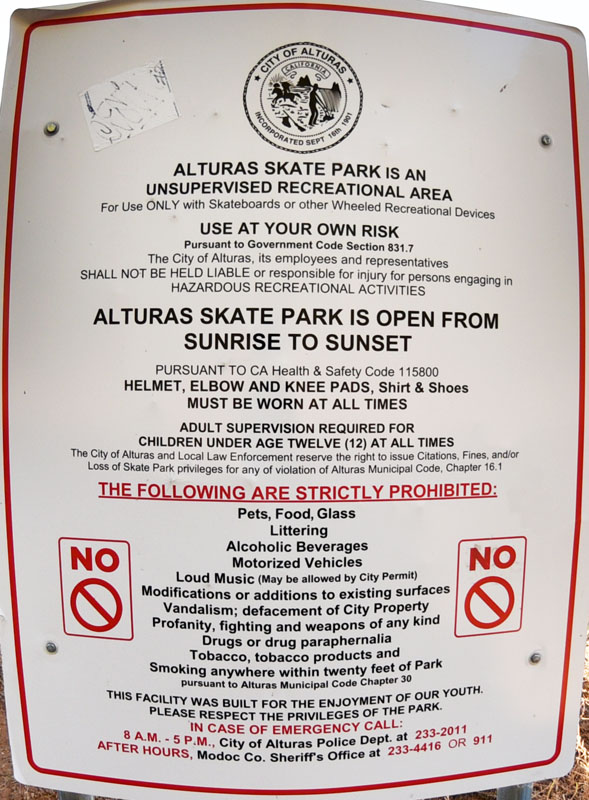 CITY OF ALTURAS
CALIFORNIA
INCORPORATED SEPT. 16th 1901
ALTURAS SKATE PARK IS AN
UNSUPERVISED RECREATIONAL AREA
For Use ONLY with Skateboards or other Wheeled Recreational Devices
USE AT YOUR OWN RISK
Pursuant to Government Code Section 831.7
The City of Alturas, its employees and representatives
SHALL NOT BE HELD LIABLE or responsible for injury for persons engaging in
HAZARDOUS RECREATIONAL ACTIVITIES
ALTURAS SKATE PARK IS OPEN FROM
SUNRISE TO SUNSET
PURSUANT TO CA Health & Safety Code 115800
HELMET, ELBOW AND KNEE PADS, Shirt & Shoes
MUST BE WORN AT ALL TIMES
ADULT SUPERVISION REQUIRED FOR
CHILDREN UNDER AGE TWELVE (12) AT ALL TIMES
The City of Alturas and Local Law Enforcement reserve the right to issue Citations, Fines, and/or
Loss of Skate Park privileges for any of violation of Alturas Municipal Code, Chapter 16.1
THE FOLLOWING ARE STRICTLY PROHIBITED:
Pets, Food, Glass
Littering
Alcoholic Beverages
Motorized Vehicles
Loud Music (May be allowed by City Permit)
Modifications or additions to existing surfaces
Vandalism; defacement of City Property
Profanity, fighting and weapons of any kind
Drugs or drug paraphernalia
Tobacco, tobacco products and
Smoking anywhere within twenty feet of Park
pursuant to Alturas Municipal Code Chapter 30
NO
NO
THIS FACILITY WAS BUILT FOR THE ENJOYMENT OF OUR YOUTH.
PLEASE RESPECT THE PRIVILEGES OF THE PARK.
IN CASE OF EMERGENCY CALL:
8 A.M. - 5 P.M., City of Alturas Police Dept. at 233-2011
AFTER HOURS, Modoc Co. Sheriff's Office at 233-4416 OR 911